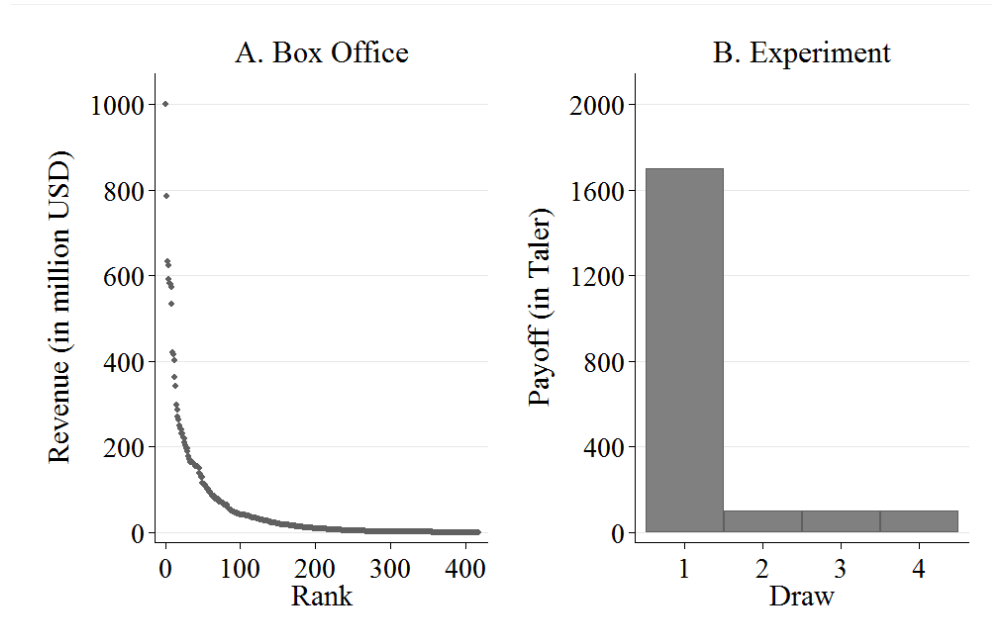 A. Box Office
Revenue (in million USD)
1000
800
600
400
200
0
0 100 200 300 400
Rank
B. Experiment
Payoff (in Taler)
2000
1600
1200
800
400
0
1 2 3 4
Draw